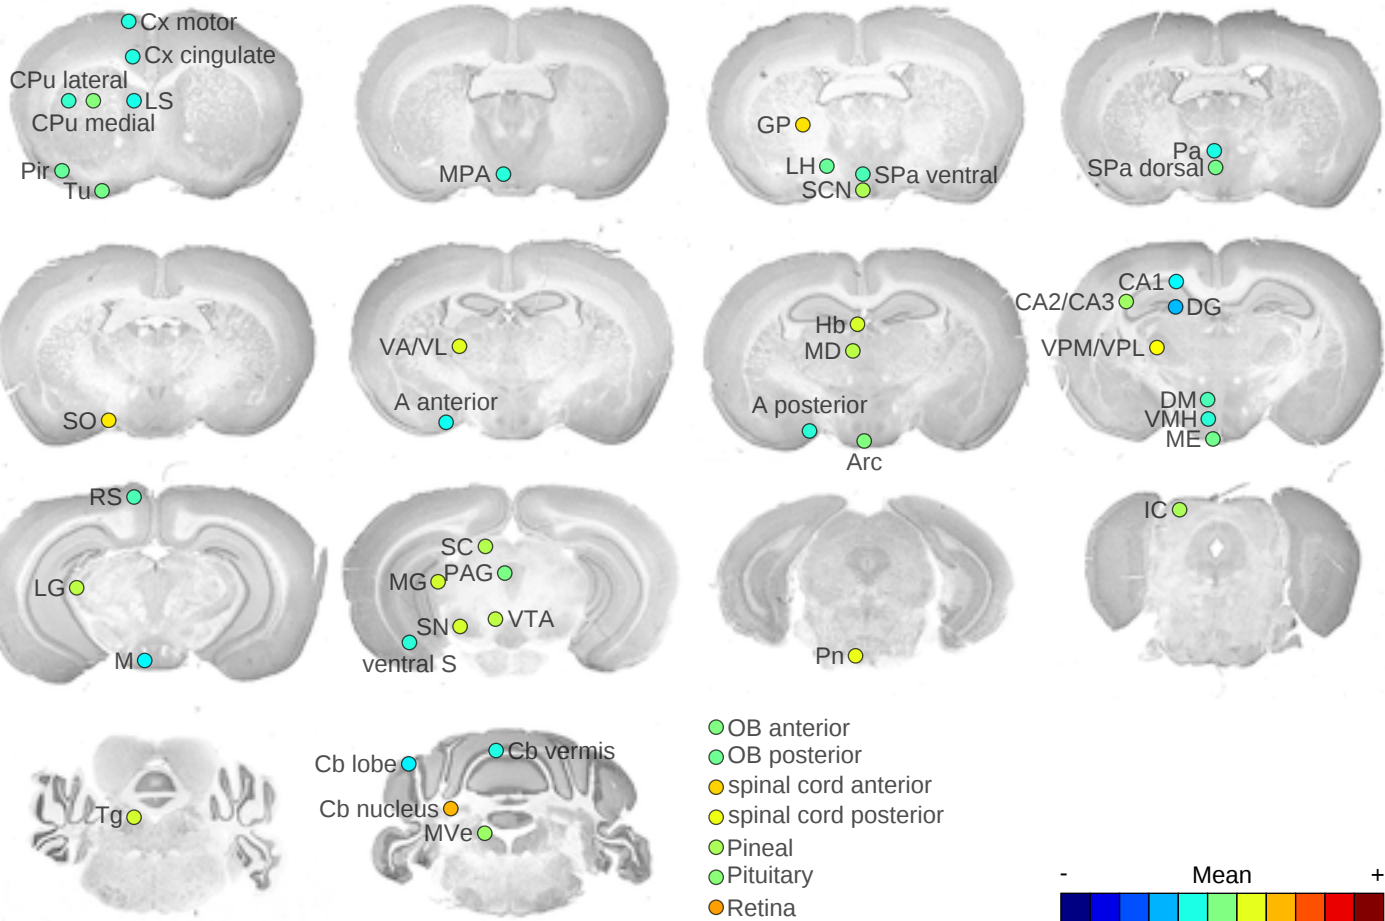 Cx motor
Cx cingulate
CPu lateral
LS
CPu medial
Pir
Tu
MPA
GP
LH
SPa ventral
SCN
Pa
SPa dorsal
SO
VA/VL
A anterior
Hb
MD
A posterior
Arc
CA1
CA2/CA3
DG
VPM/VPL
DM
VMH
ME
RS
LG
M
SC
PAG
MG
VTA
SN
ventral S
Pn
IC
Tg
Cb vermis
Cb lobe
Cb nucleus
MVe
OB anterior
OB posterior
spinal cord anterior
spinal cord posterior
Pineal
Pituitary
Retina
- Mean +